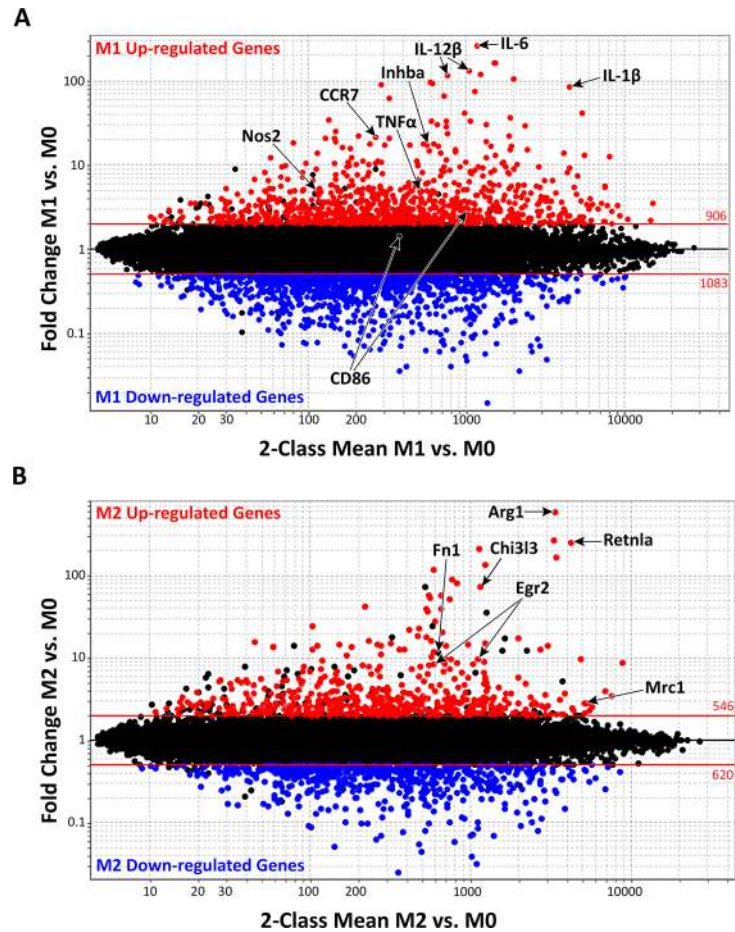 A
M1 Up-regulated Genes
IL-12β
IL-6
Inhba
IL-1β
CCR7
TNFα
Nos2
906
1083
CD86
M1 Down-regulated Genes
Fold Change M1 vs. M0
100
10
1
0.1
10 20 30 100 200 1000 10000
2-Class Mean M1 vs. M0
B
M2 Up-regulated Genes
Arg1
Fn1
Chi3l3
Retnla
Egr2
Mrc1
546
620
M2 Down-regulated Genes
Fold Change M2 vs. M0
100
10
1
0.1
10 20 30 100 200 1000 10000
2-Class Mean M2 vs. M0